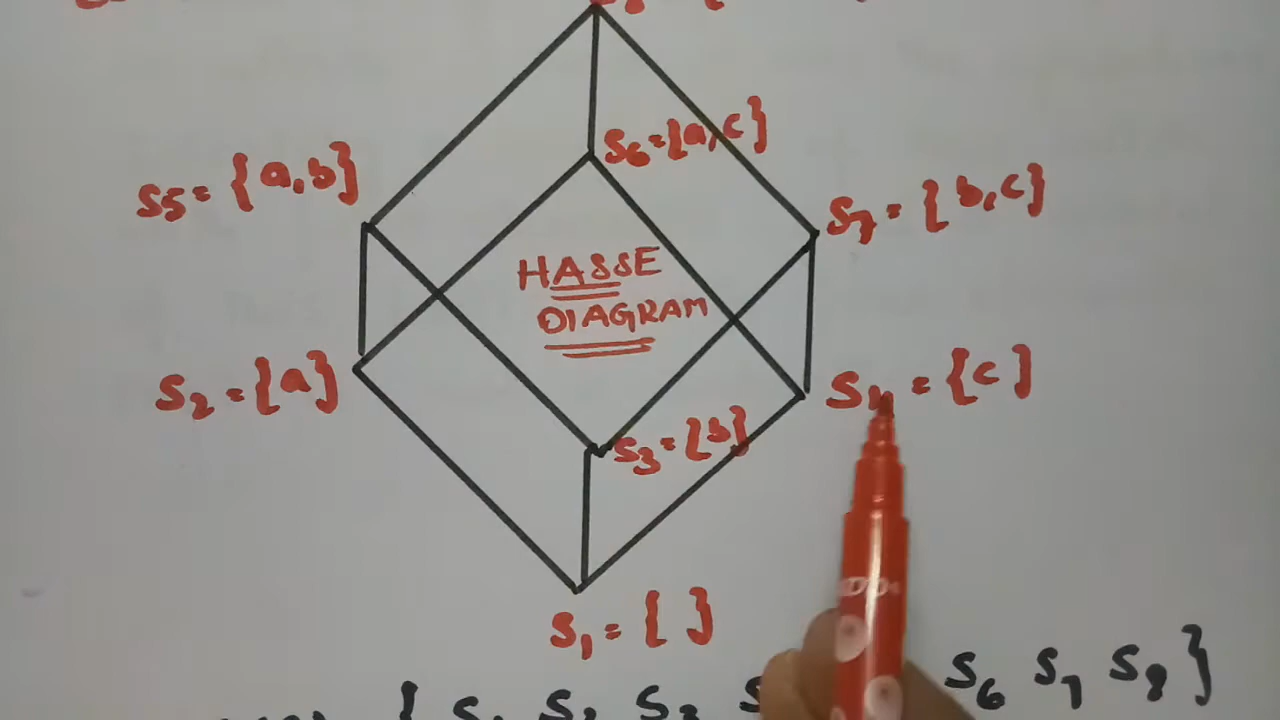 S6={a,c}
S5={a,b}
S7={b,c}
HASSE
DIAGRAM
S2={a}
S4={c}
S3={b}
S1={ }
S6 S7 S8 }